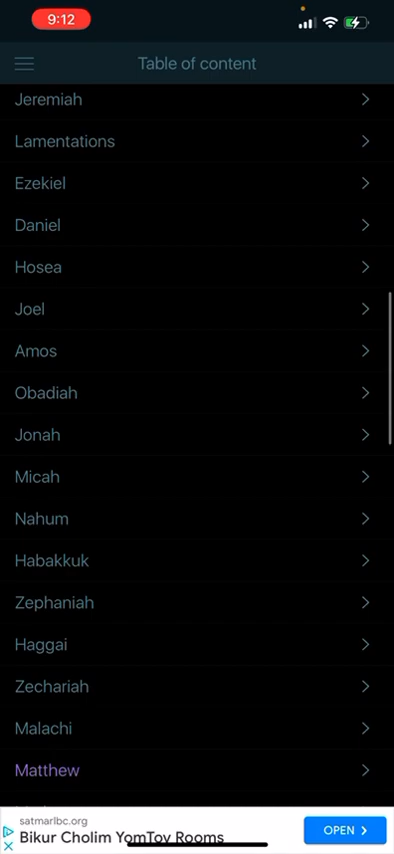 9:12
Table of content
Jeremiah
Lamentations
Ezekiel
Daniel
Hosea
Joel
Amos
Obadiah
Jonah
Micah
Nahum
Habakkuk
Zephaniah
Haggai
Zechariah
Malachi
Matthew
satmarlbc.org
Bikur Cholim YomTov Rooms
OPEN